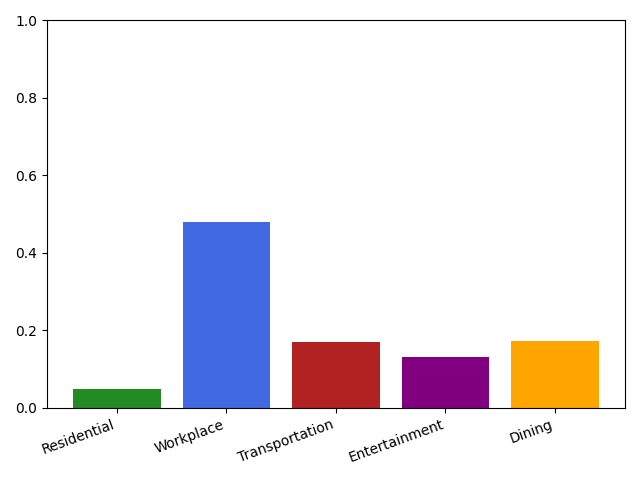 1.0
0.8
0.6
0.4
0.2
0.0
Residential
Workplace
Transportation
Entertainment
Dining